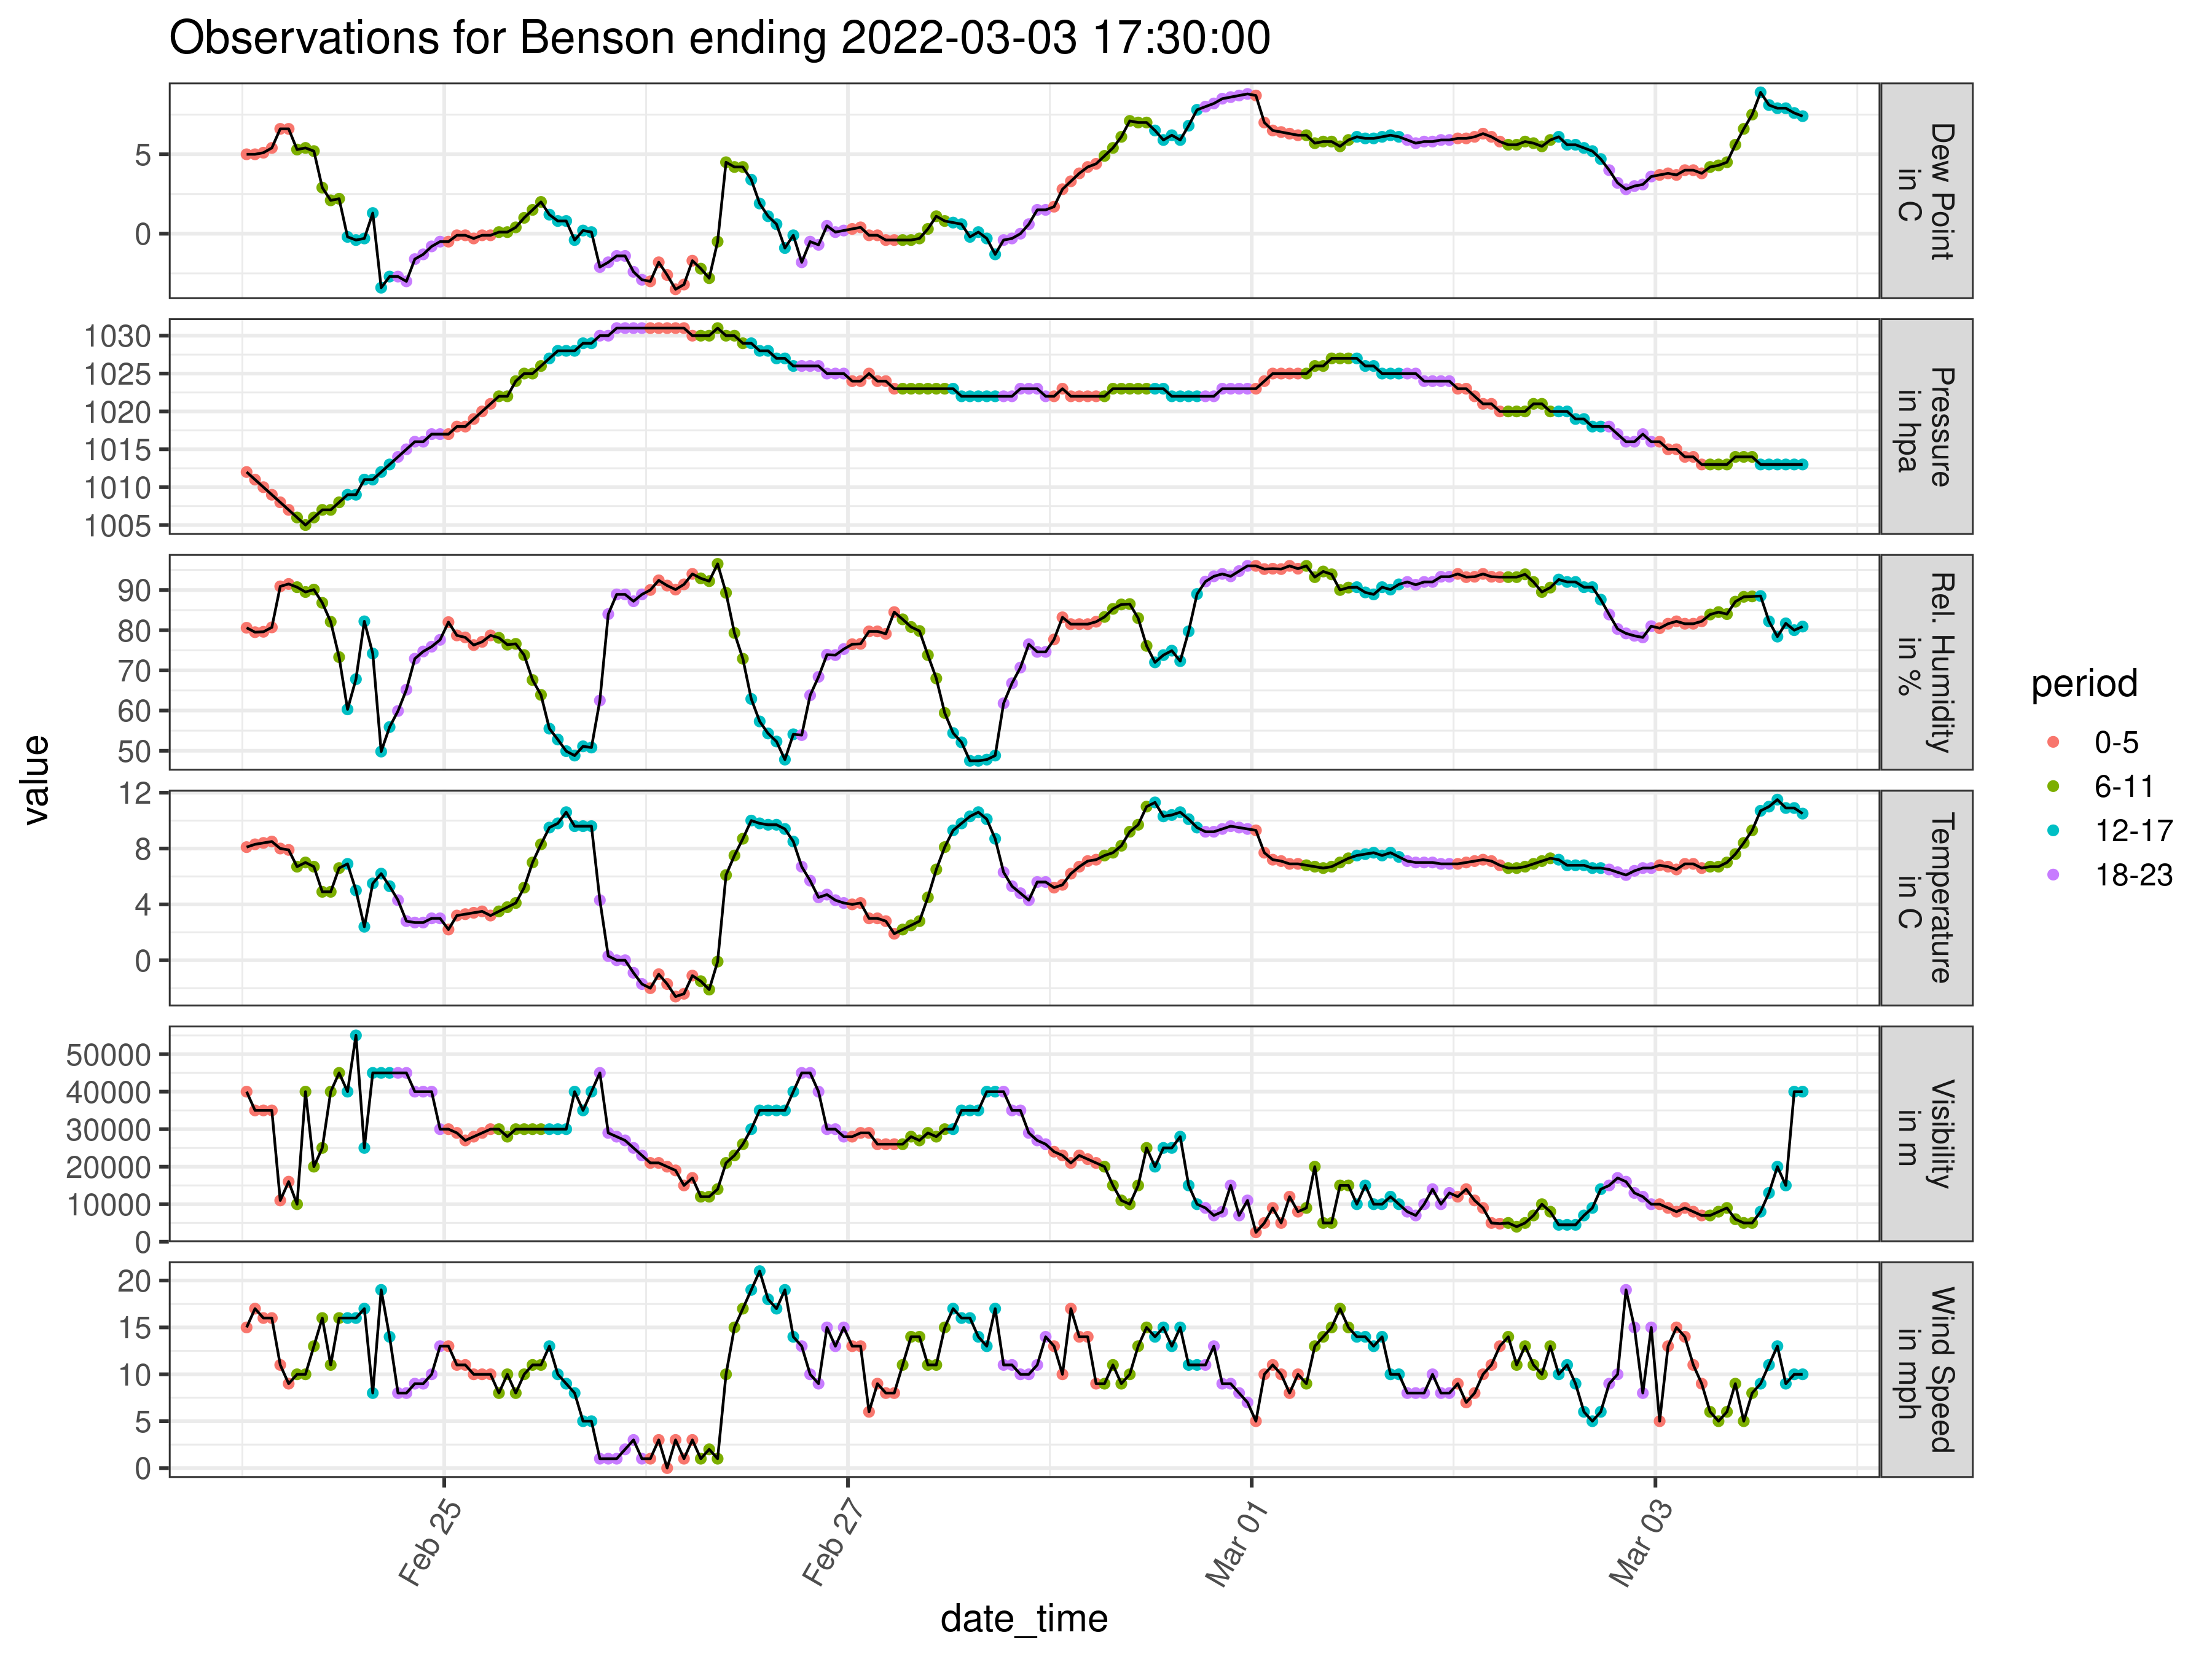 Observations for Benson ending 2022-03-03 17:30:00
value
5
0
Dew Point
in C
1030
1025
1020
1015
1010
1005
Pressure
in hpa
90
80
70
60
50
Rel. Humidity
in %
12
8
4
0
Temperature
in C
50000
40000
30000
20000
10000
0
Visibility
in m
20
15
10
5
0
Wind Speed
in mph
Feb 25
Feb 27
Mar 01
Mar 03
date_time
period
0-5
6-11
12-17
18-23